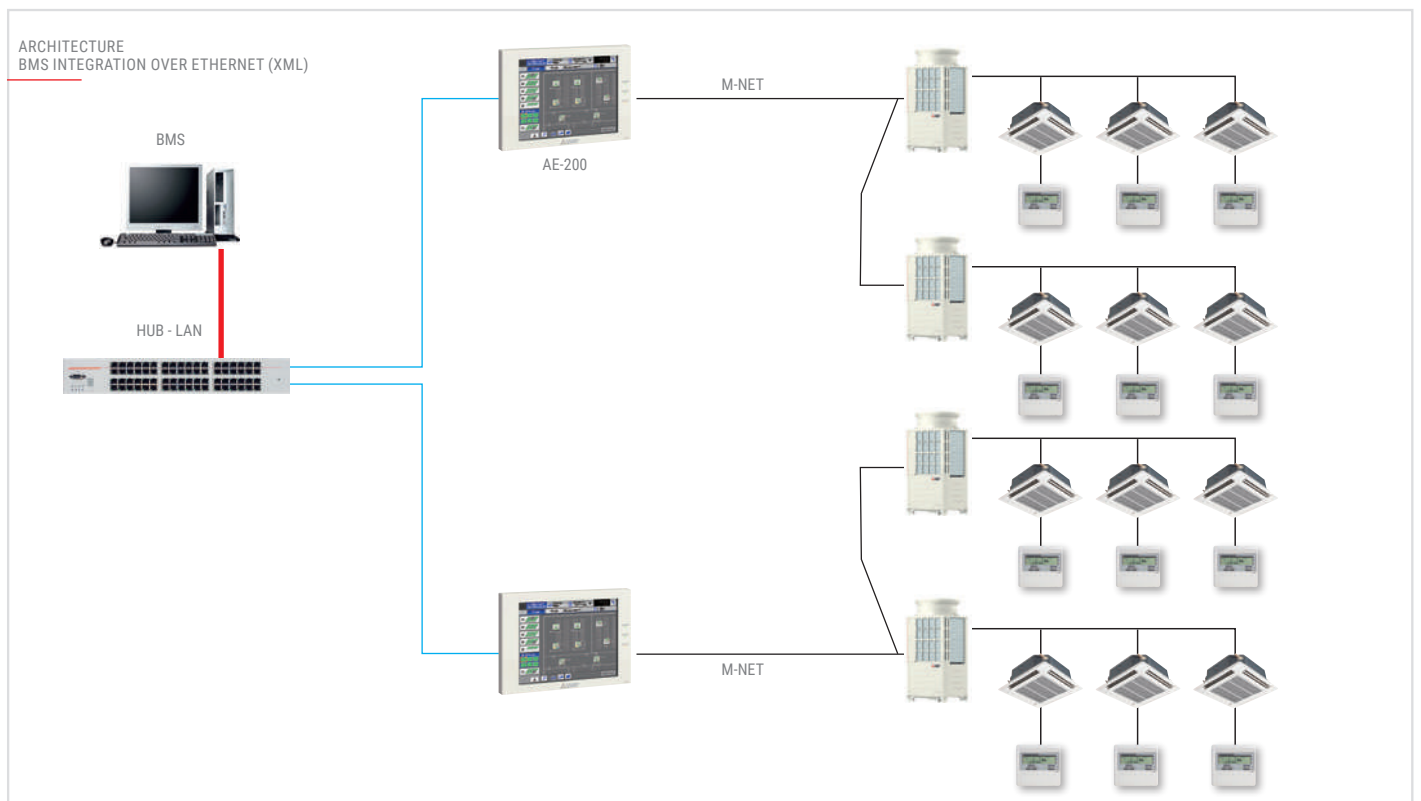 ARCHITECTURE
BMS INTEGRATION OVER ETHERNET (XML)
BMS
HUB - LAN
AE-200
M-NET
M-NET